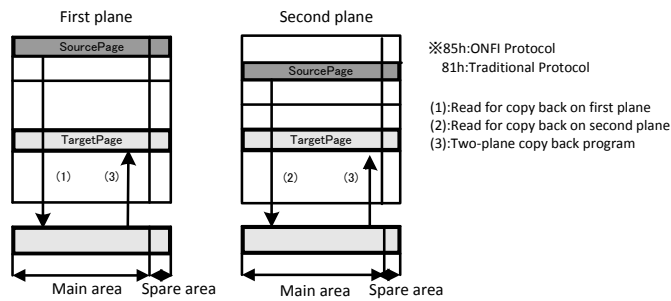 First plane
SourcePage
TargetPage
(1)
(3)
Main area
Spare area
Second plane
SourcePage
TargetPage
(2)
(3)
Main area
Spare area
※85h:ONFI Protocol
81h:Traditional Protocol
(1):Read for copy back on first plane
(2):Read for copy back on second plane
(3):Two-plane copy back program